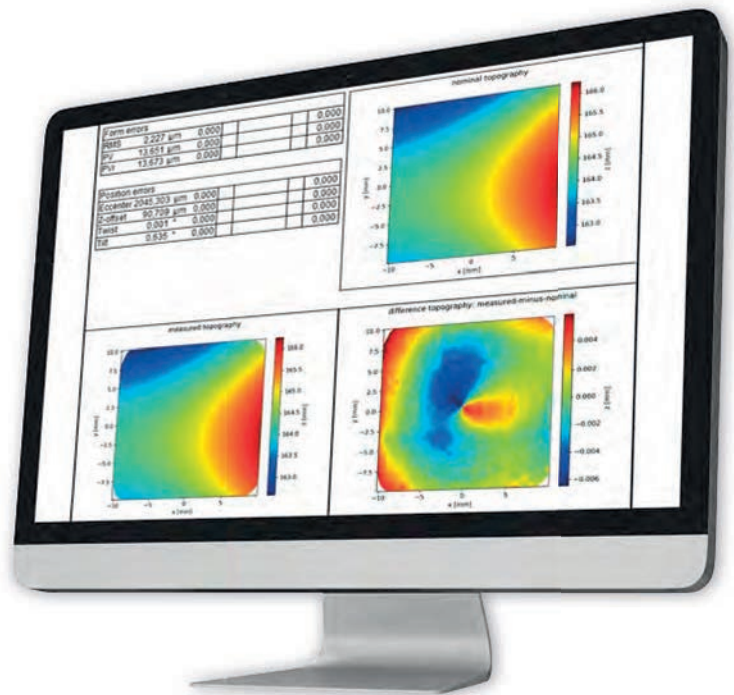 Form errors 0,000
RMS 2,227 µm 0,000 0,000
PV 13,651 µm 0,000 0,000
PVr 13,673 µm 0,000
Position errors 0,000
Eccenter 2045,303 µm 0,000 0,000
Z-offset 90,709 µm 0,000 0,000
Twist 0,001 ° 0,000 0,000
Tilt 0,635 ° 0,000
nominal topography
10.0
7.5
5.0
2.5
0.0
−2.5
−5.0
−7.5
y [mm]
−10 −5 0 5
x [mm]
166.0
165.5
165.0
164.5
164.0
163.5
163.0
z [mm]
measured topography
10.0
7.5
5.0
2.5
0.0
−2.5
−5.0
−7.5
y [mm]
−10 −5 0 5
x [mm]
166.0
165.5
165.0
164.5
164.0
163.5
163.0
z [mm]
difference topography: measured-minus-nominal
10.0
7.5
5.0
2.5
0.0
−2.5
−5.0
−7.5
y [mm]
−10 −5 0 5
x [mm]
0.004
0.002
0.000
−0.002
−0.004
−0.006
z [mm]